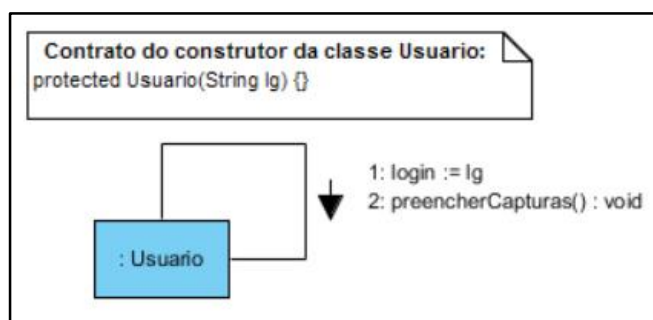 Contrato do construtor da classe Usuario:
protected Usuario(String lg) {}
1: login := lg
2: preencherCapturas() : void
: Usuario